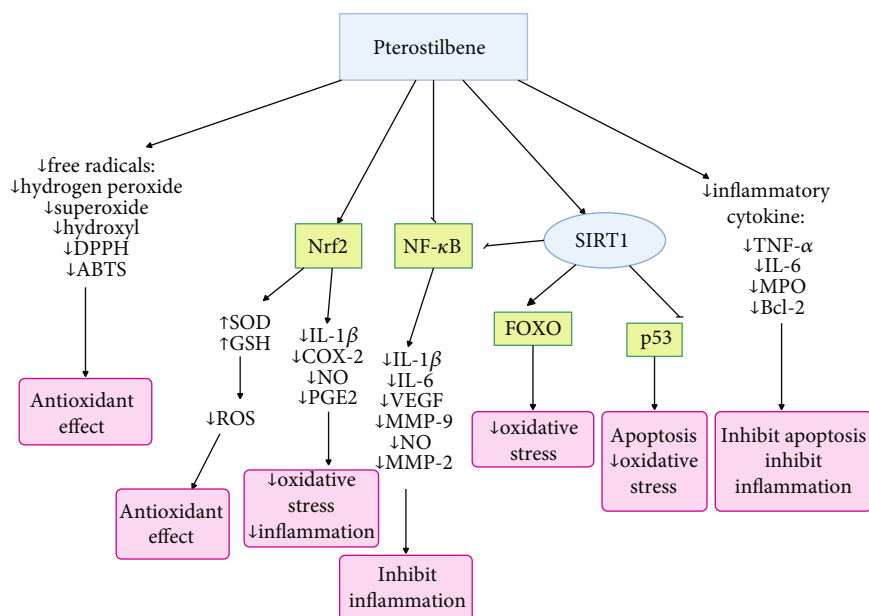 Pterostilbene
↓free radicals:
↓hydrogen peroxide
↓superoxide
↓hydroxyl
↓DPPH
↓ABTS
Antioxidant
effect
Nrf2
↑SOD
↑GSH
↓ROS
Antioxidant
effect
↓IL-1β
↓COX-2
↓NO
↓PGE2
↓oxidative
stress
↓inflammation
NF-κB
↓IL-1β
↓IL-6
↓VEGF
↓MMP-9
↓NO
↓MMP-2
Inhibit
inflammation
SIRT1
FOXO
↓oxidative
stress
p53
Apoptosis
↓oxidative
stress
↓inflammatory
cytokine:
↓TNF-α
↓IL-6
↓MPO
↓Bcl-2
Inhibit apoptosis
inhibit
inflammation